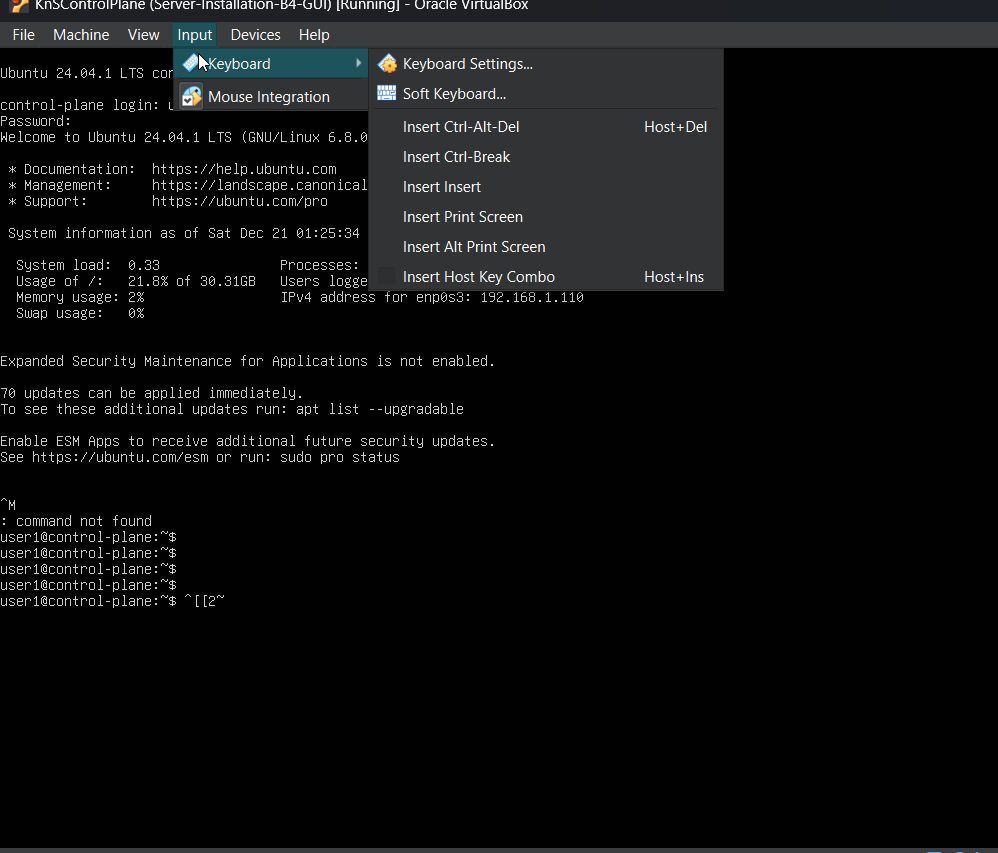 KnSControlPlane (Server-Installation-B4-GUI) [Running] - Oracle VirtualBox
File Machine View Input Devices Help
Keyboard
Mouse Integration
Keyboard Settings...
Soft Keyboard...
Insert Ctrl-Alt-Del Host+Del
Insert Ctrl-Break
Insert Insert
Insert Print Screen
Insert Alt Print Screen
Insert Host Key Combo Host+Ins
Ubuntu 24.04.1 LTS
control-plane login:
Password:
Welcome to Ubuntu 24.04.1 LTS (GNU/Linux 6.8.0
* Documentation: https://help.ubuntu.com
* Management: https://landscape.canonical
* Support: https://ubuntu.com/pro
System information as of Sat Dec 21 01:25:34
System load: 0.33 Processes:
Usage of /: 21.8% of 30.31GB Users logge
Memory usage: 2% IPv4 address for enp0s3: 192.168.1.110
Swap usage: 0%
Expanded Security Maintenance for Applications is not enabled.
70 updates can be applied immediately.
To see these additional updates run: apt list --upgradable
Enable ESM Apps to receive additional future security updates.
See https://ubuntu.com/esm or run: sudo pro status
^M
: command not found
user1@control-plane:~$
user1@control-plane:~$
user1@control-plane:~$
user1@control-plane:~$
user1@control-plane:~$ ^[[2~